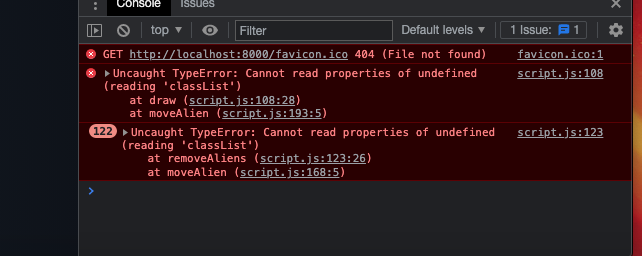 Console Issues
top Filter Default levels 1 Issue: 1
GET http://localhost:8000/favicon.ico 404 (File not found) favicon.ico:1
Uncaught TypeError: Cannot read properties of undefined script.js:108
(reading 'classList')
at draw (script.js:108:28)
at moveAlien (script.js:193:5)
122 Uncaught TypeError: Cannot read properties of undefined script.js:123
(reading 'classList')
at removeAliens (script.js:123:26)
at moveAlien (script.js:168:5)